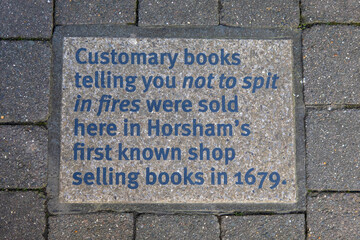 Customary books
telling you not to spit
in fires were sold
here in Horsham's
first known shop
selling books in 1679.